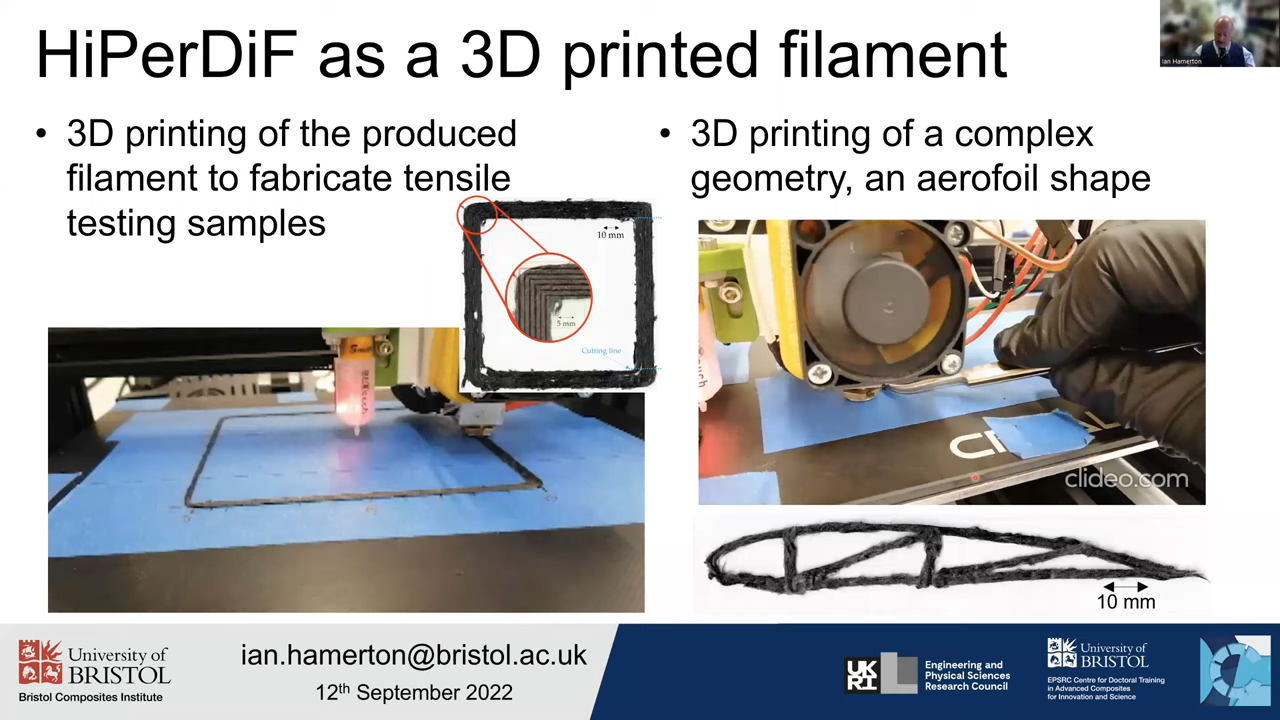 HiPerDiF as a 3D printed filament
Ian Hamerton
• 3D printing of the produced
filament to fabricate tensile
testing samples
• 3D printing of a complex
geometry, an aerofoil shape
10 mm
5 mm
Cutting line
clideo.com
10 mm
University of
BRISTOL
Bristol Composites Institute
ian.hamerton@bristol.ac.uk
12th September 2022
UK
RI
Engineering and
Physical Sciences
Research Council
University of
BRISTOL
EPSRC Centre for Doctoral Training
in Advanced Composites
for Innovation and Science